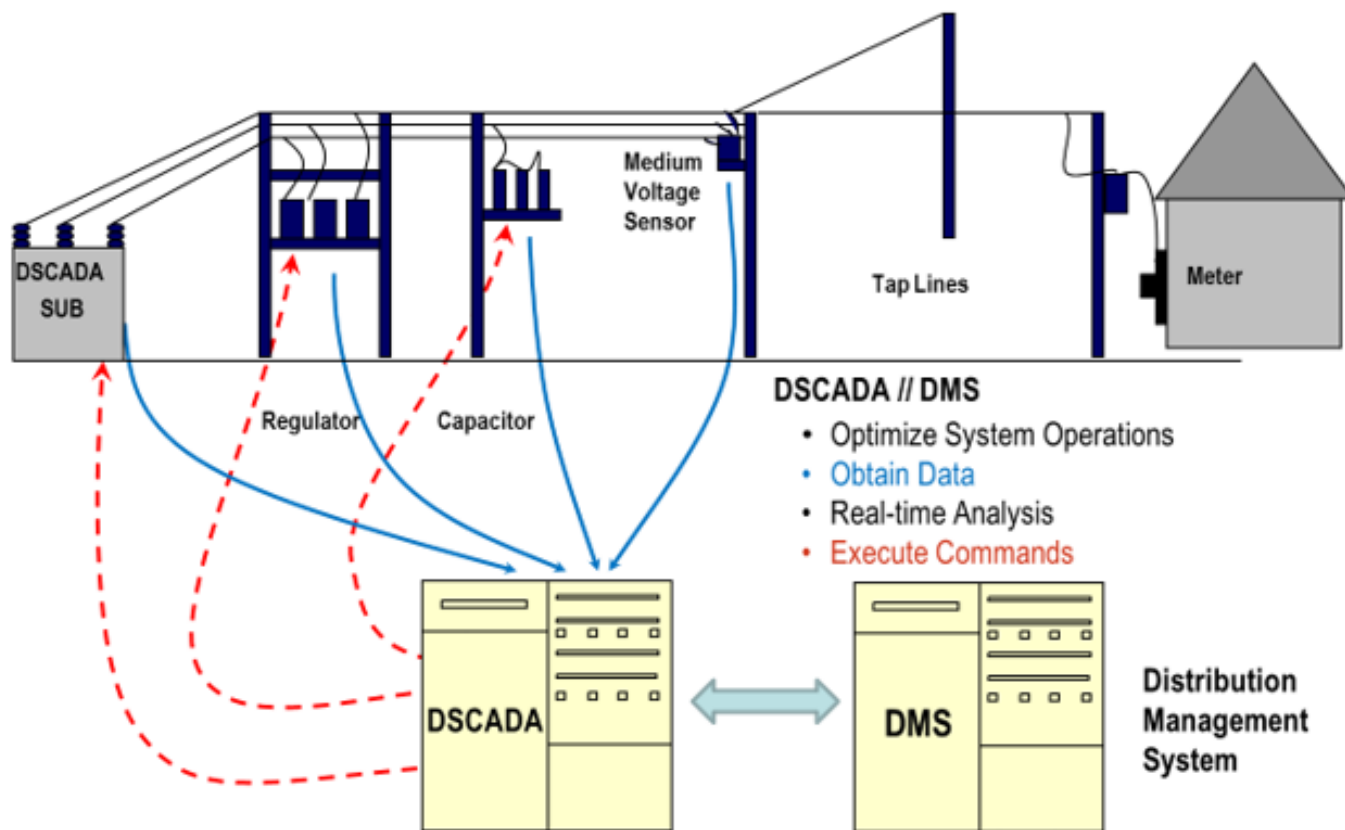 Medium
Voltage
Sensor
DSCADA
SUB
Tap Lines
Meter
Regulator
Capacitor
DSCADA // DMS
• Optimize System Operations
• Obtain Data
• Real-time Analysis
• Execute Commands
DSCADA
DMS
Distribution
Management
System